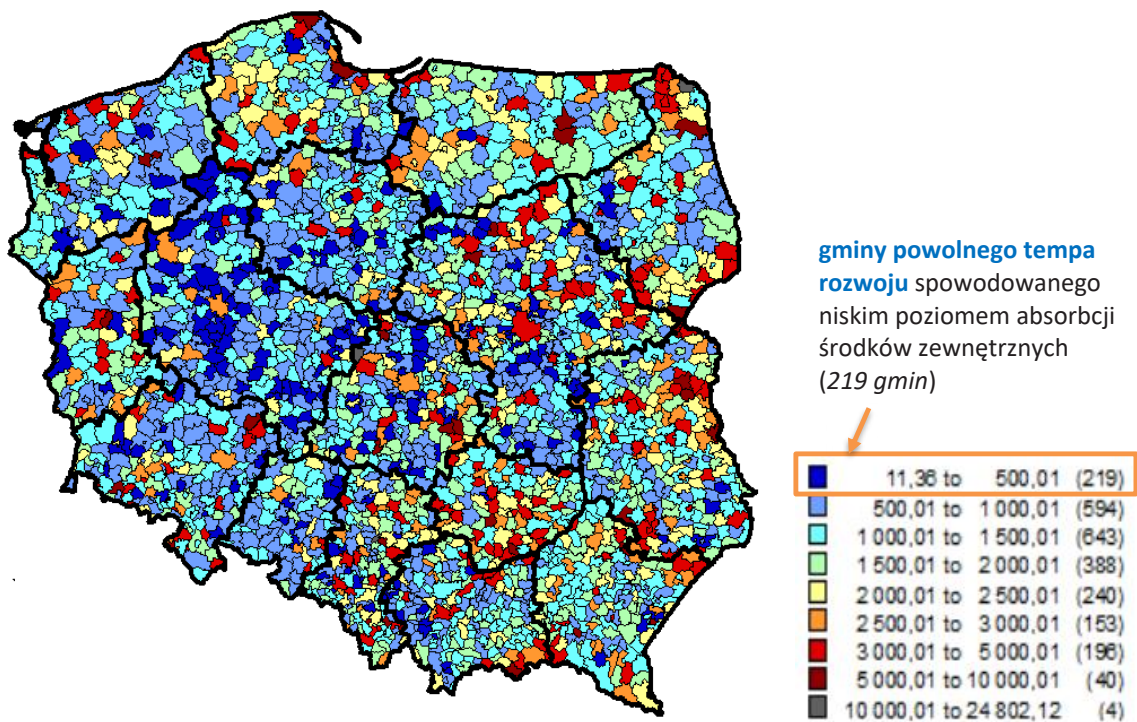 gminy powolnego tempa
rozwoju spowodowanego
niskim poziomem absorbcji
środków zewnętrznych
(219 gmin)
11,36 to 500,01 (219)
500,01 to 1 000,01 (594)
1 000,01 to 1 500,01 (643)
1 500,01 to 2 000,01 (388)
2 000,01 to 2 500,01 (240)
2 500,01 to 3 000,01 (153)
3 000,01 to 5 000,01 (196)
5 000,01 to 10 000,01 (40)
10 000,01 to 24 802,12 (4)